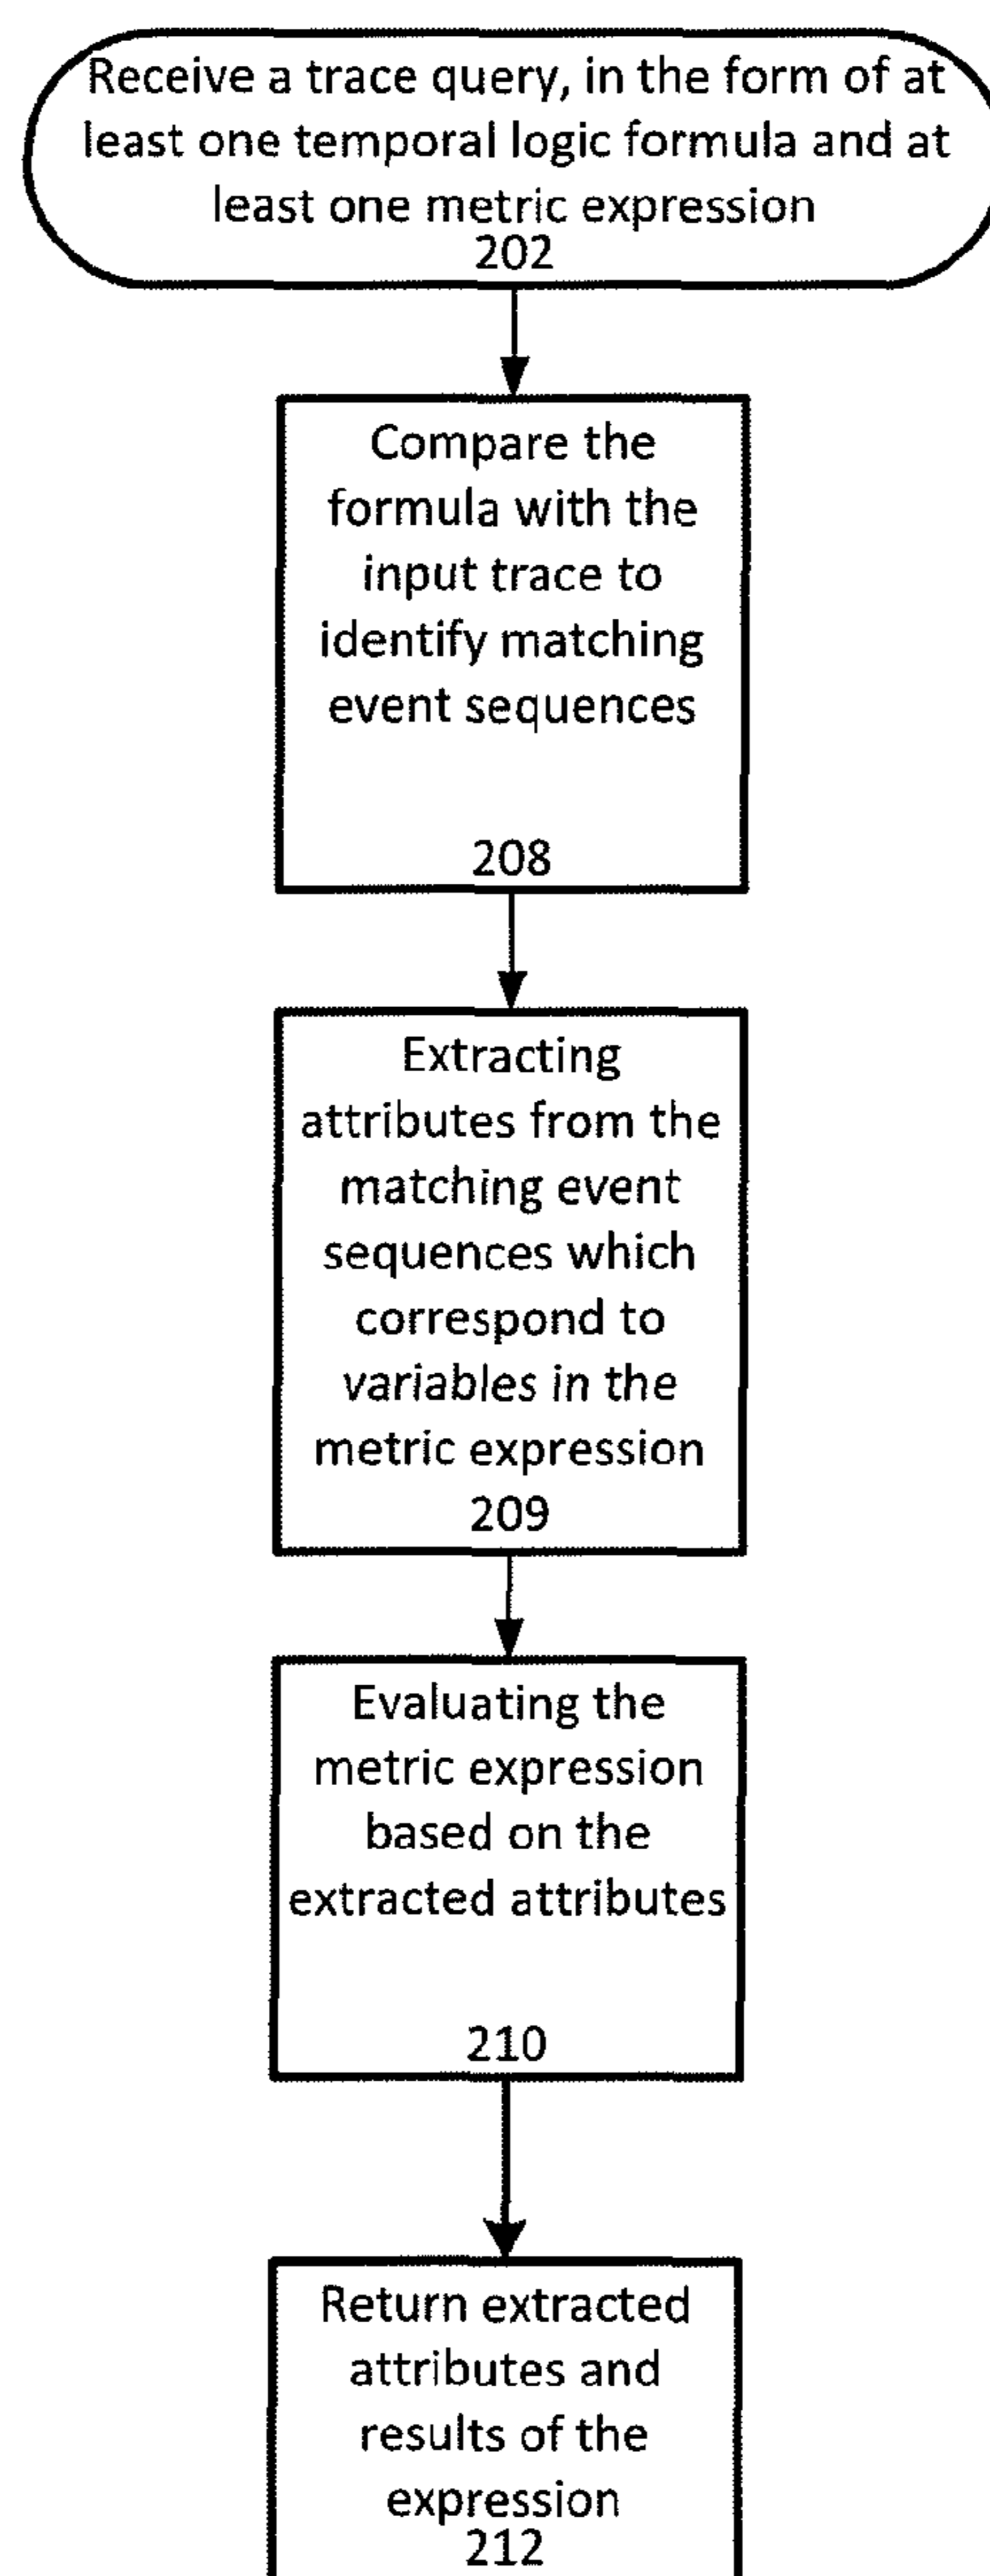 Receive a trace query, in the form of at
least one temporal logic formula and at
least one metric expression
202
Compare the
formula with the
input trace to
identify matching
event sequences
208
Extracting
attributes from the
matching event
sequences which
correspond to
variables in the
metric expression
209
Evaluating the
metric expression
based on the
extracted attributes
210
Return extracted
attributes and
results of the
expression
212